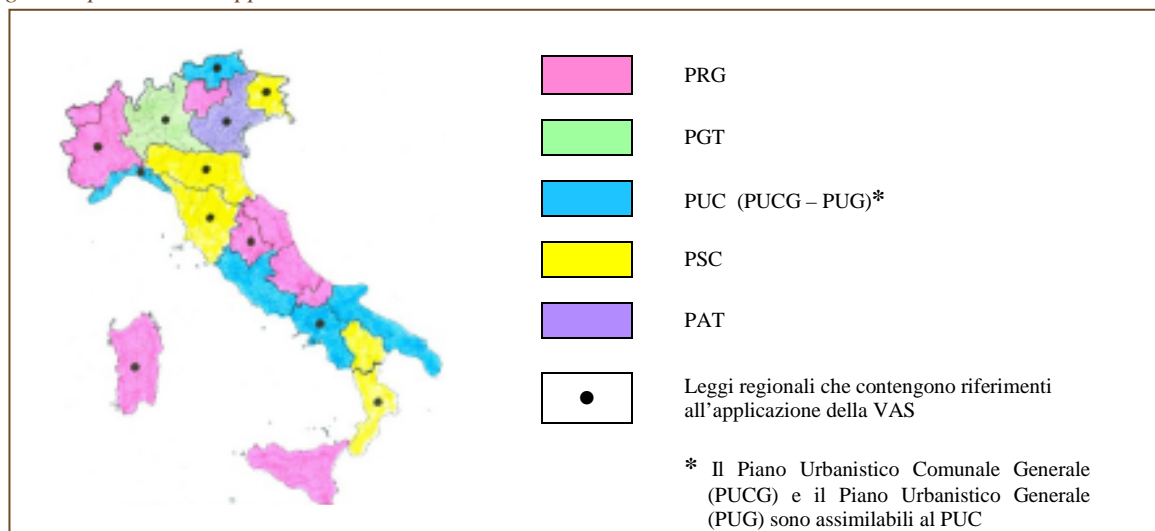 PRG
PGT
PUC (PUCG – PUG)*
PSC
PAT
Leggi regionali che contengono riferimenti
all’applicazione della VAS
* Il Piano Urbanistico Comunale Generale
(PUCG) e il Piano Urbanistico Generale
(PUG) sono assimilabili al PUC